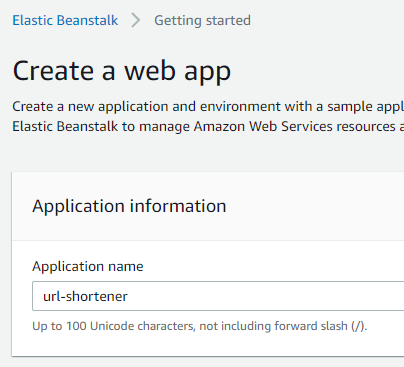 Elastic Beanstalk > Getting started
Create a web app
Create a new application and environment with a sample appl
Elastic Beanstalk to manage Amazon Web Services resources a
Application information
Application name
url-shortener
Up to 100 Unicode characters, not including forward slash (/).